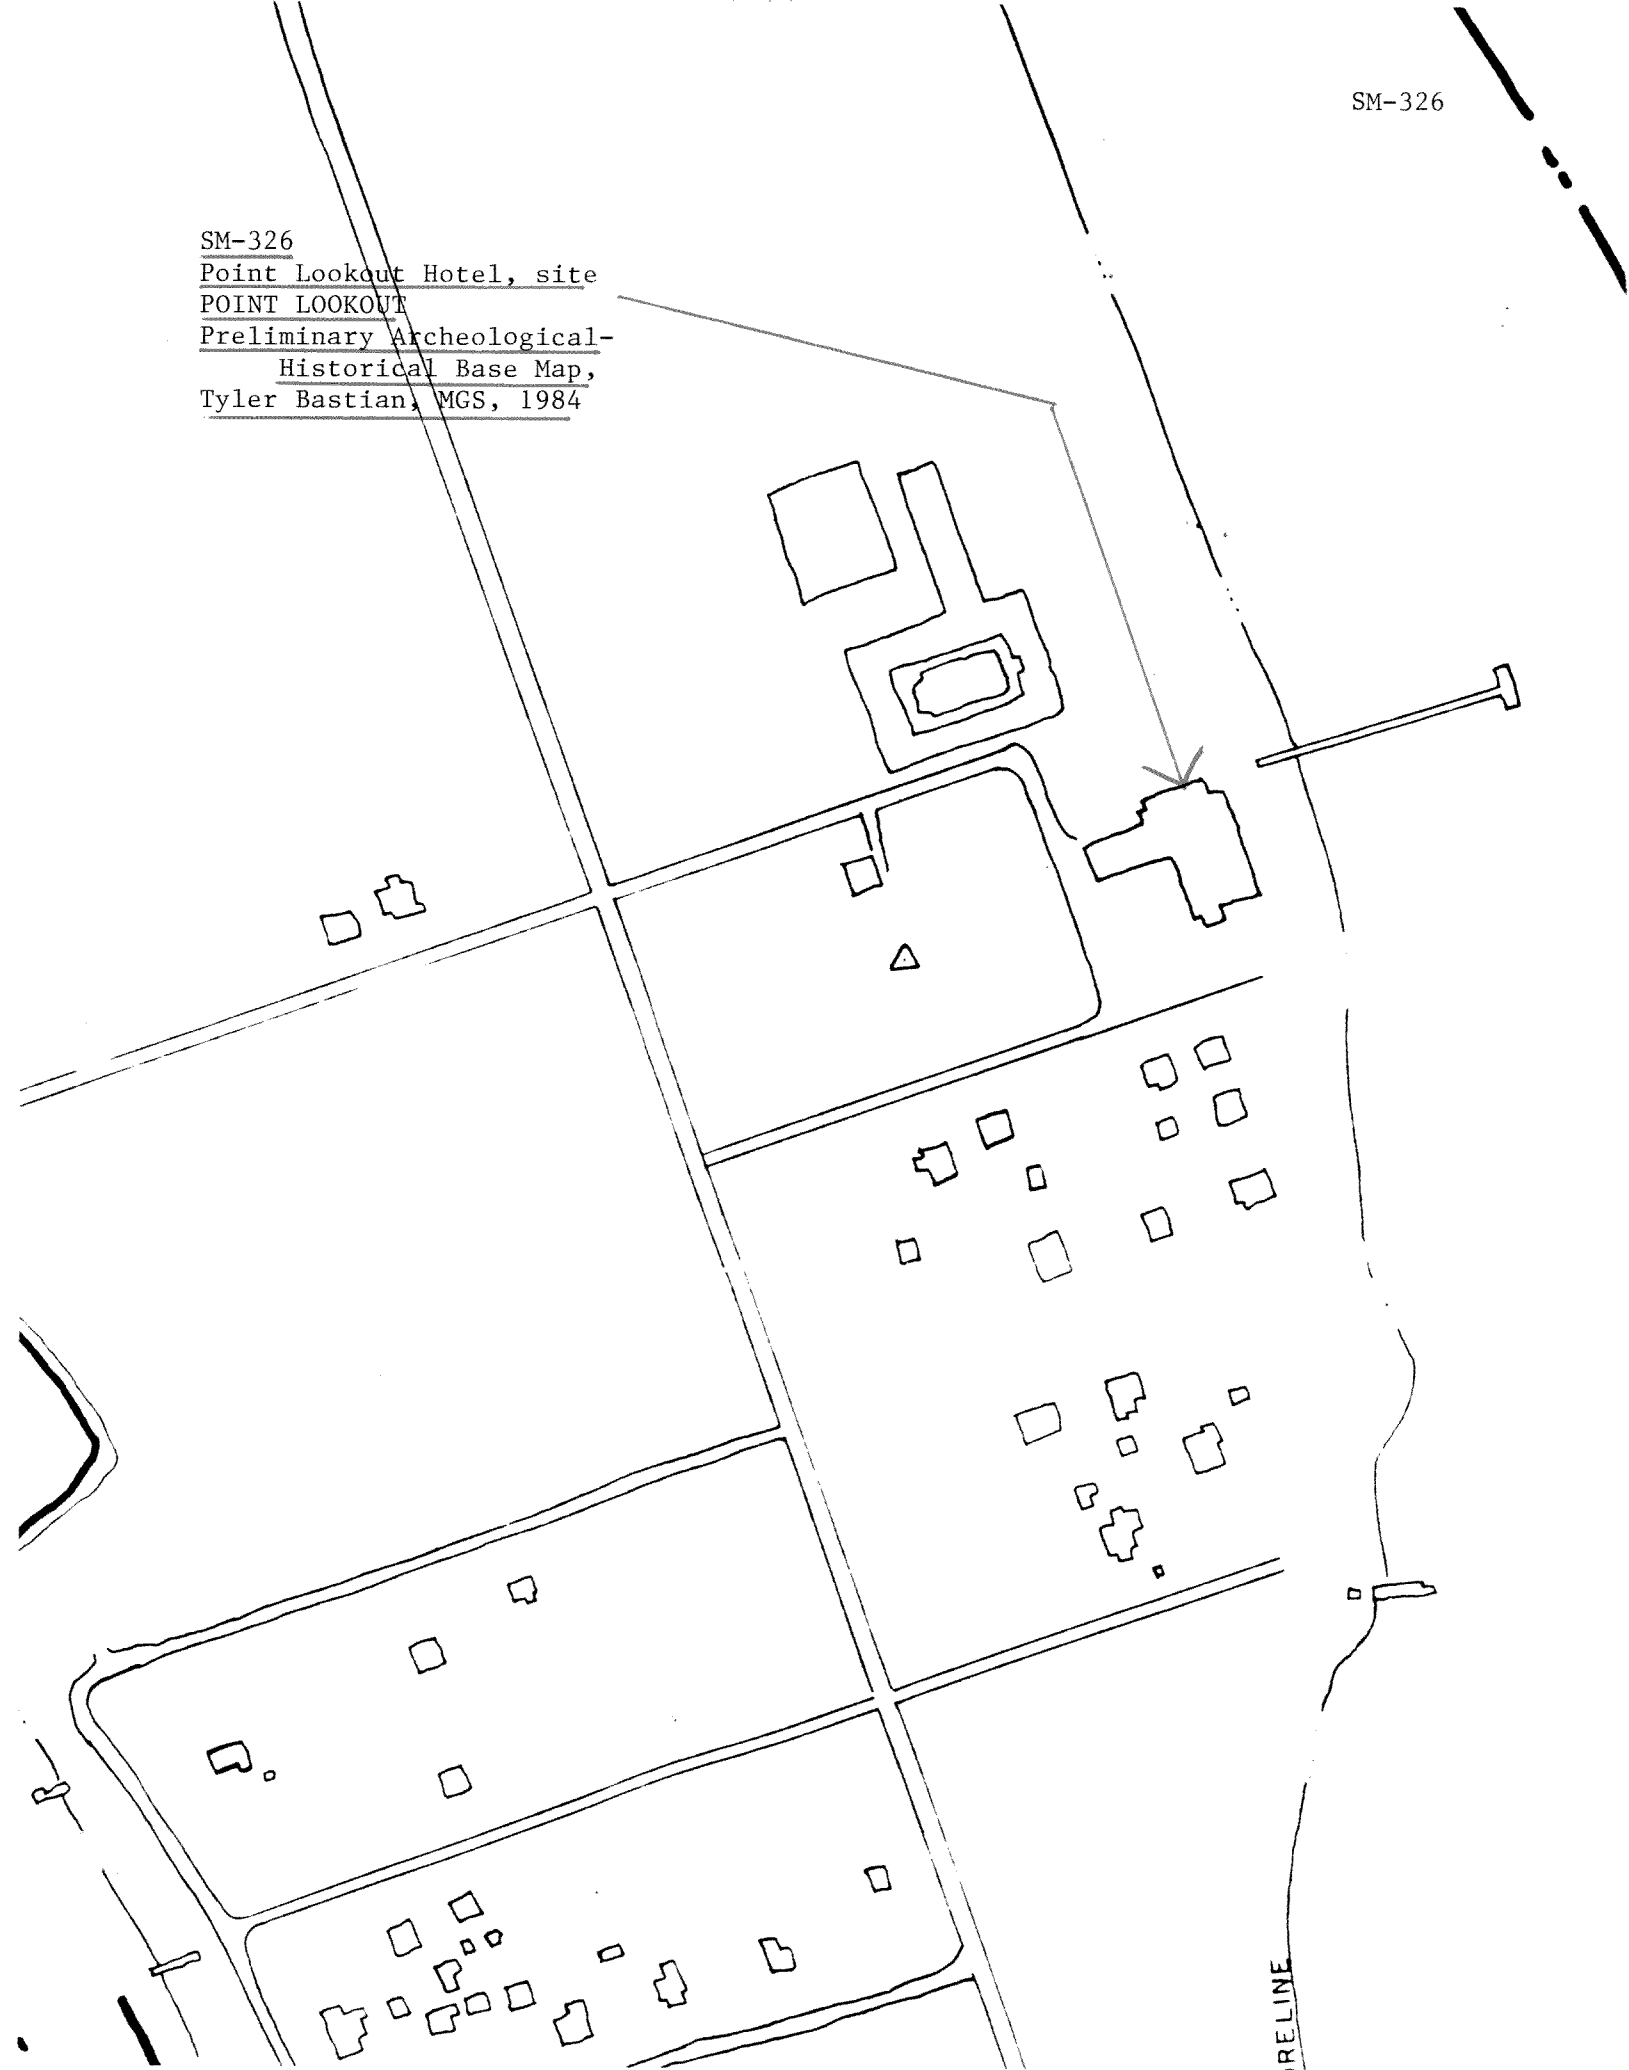 SM-326
SM-326
Point Lookout Hotel, site
POINT LOOKOUT
Preliminary Archeological-
Historical Base Map,
Tyler Bastian, MGS, 1984
RELINE